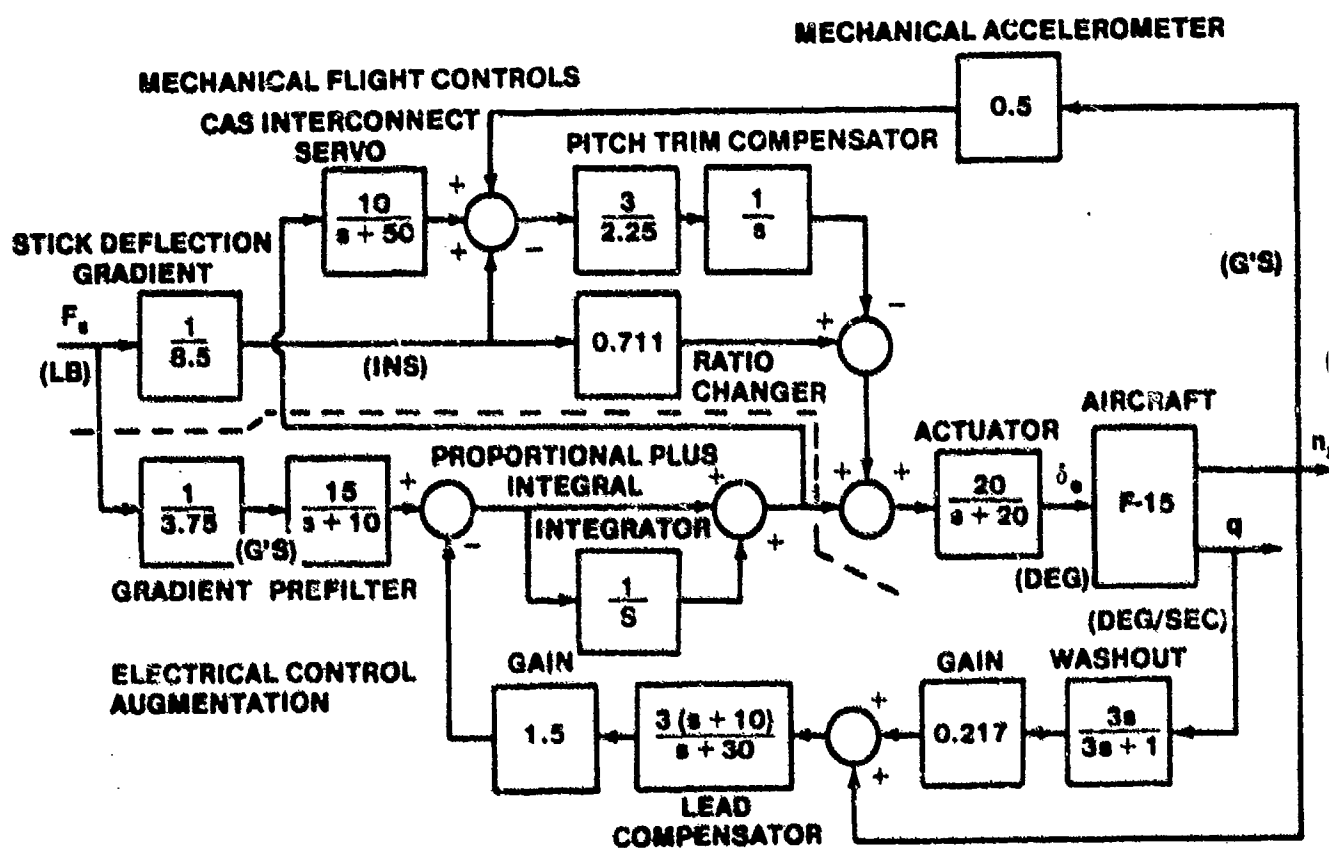 MECHANICAL ACCELEROMETER
0.5
MECHANICAL FLIGHT CONTROLS
CAS INTERCONNECT
SERVO
10
s + 50
+
+
−
PITCH TRIM COMPENSATOR
3
2.25
1
s
−
+
(G'S)
STICK DEFLECTION
GRADIENT
Fs
(LB)
1
8.5
(INS)
0.711
RATIO
CHANGER
AIRCRAFT
F-15
ACTUATOR
20
s + 20
δe
(DEG)
+
+
n
q
(DEG/SEC)
PROPORTIONAL PLUS
INTEGRAL
INTEGRATOR
1
S
+
+
1
3.75
(G'S)
15
s + 10
+
−
GRADIENT PREFILTER
ELECTRICAL CONTROL
AUGMENTATION
GAIN
1.5
3 (s + 10)
s + 30
LEAD
COMPENSATOR
+
+
GAIN
0.217
WASHOUT
3s
3s + 1